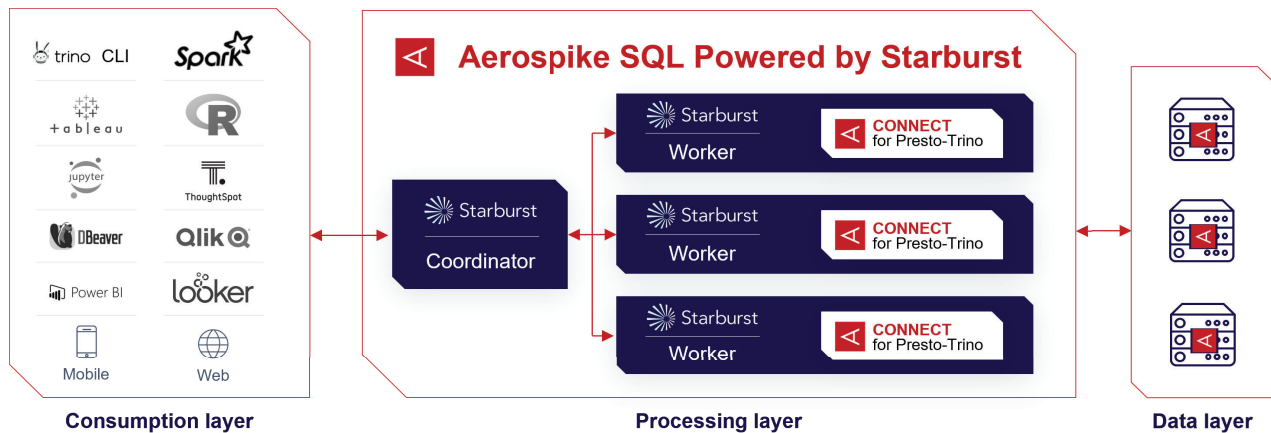 trino CLI
Spark
+ableau
R
jupyter
T.
ThoughtSpot
DBeaver
Qlik Q
Power BI
looker
Mobile
Web
Consumption layer
Aerospike SQL Powered by Starburst
Starburst
Coordinator
Starburst
Worker
CONNECT
for Presto-Trino
Starburst
Worker
CONNECT
for Presto-Trino
Starburst
Worker
CONNECT
for Presto-Trino
Processing layer
Data layer